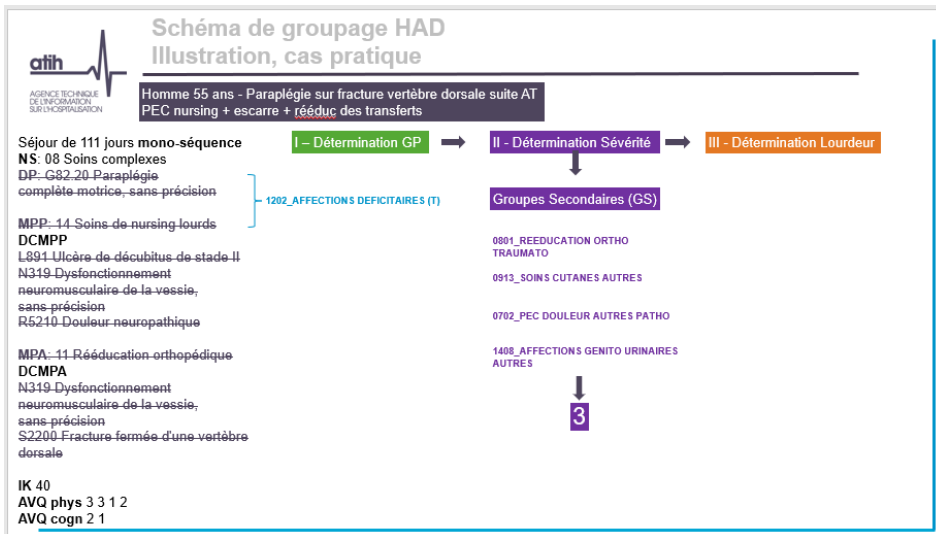 Schéma de groupage HAD
Illustration, cas pratique
atih
AGENCE TECHNIQUE
DE L'INFORMATION
SUR L'HOSPITALISATION
Homme 55 ans - Paraplégie sur fracture vertèbre dorsale suite AT
PEC nursing + escarre + rééduc des transferts
Séjour de 111 jours mono-séquence
NS: 08 Soins complexes
DP: G82.20 Paraplégie
complète motrice, sans précision
MPP: 14 Soins de nursing lourds
DCMPP
L891 Ulcère de décubitus de stade II
N319 Dysfonctionnement
neuromusculaire de la vessie,
sans précision
R5210 Douleur neuropathique
MPA: 11 Rééducation orthopédique
DCMPA
N319 Dysfonctionnement
neuromusculaire de la vessie,
sans précision
S2200 Fracture fermée d'une vertèbre
dorsale
IK 40
AVQ phys 3 3 1 2
AVQ cogn 2 1
I – Détermination GP
1202_AFFECTIONS DEFICITAIRES (T)
II - Détermination Sévérité
Groupes Secondaires (GS)
0801_REEDUCATION ORTHO
TRAUMATO
0913_SOINS CUTANES AUTRES
0702_PEC DOULEUR AUTRES PATHO
1408_AFFECTIONS GENITO URINAIRES
AUTRES
3
III - Détermination Lourdeur